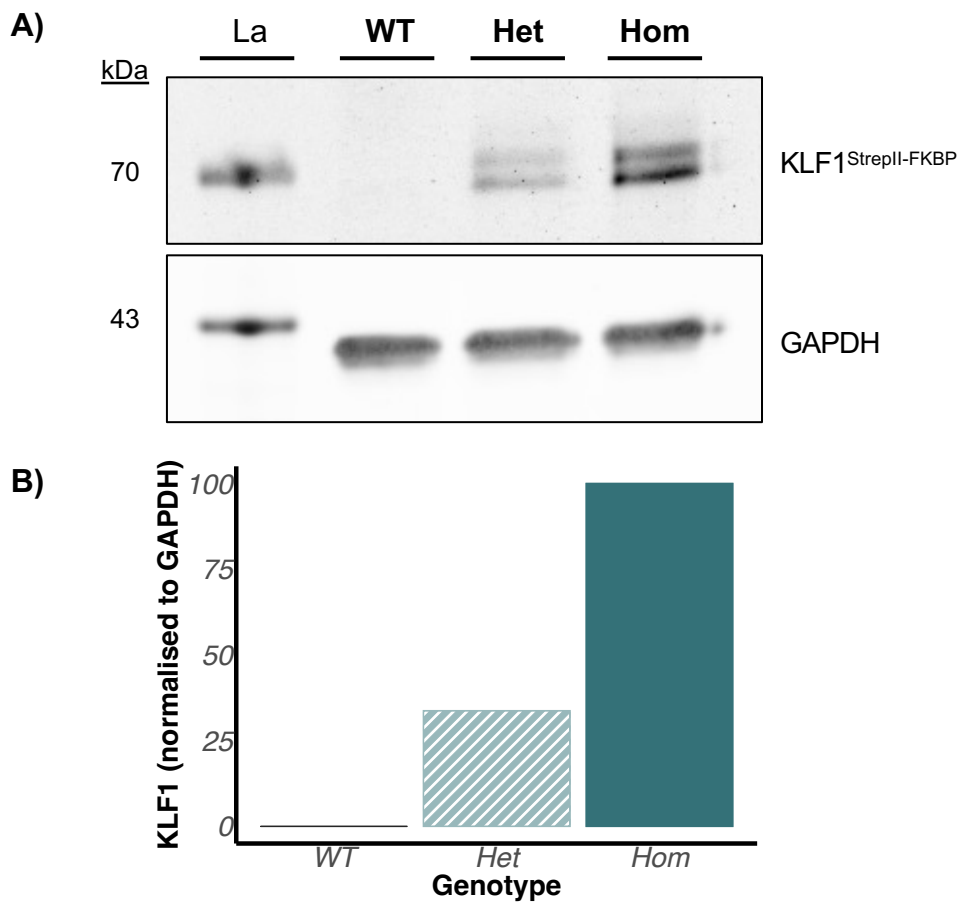 A)
La WT Het Hom
kDa
70 KLF1StrepII-FKBP
43 GAPDH
B)
KLF1 (normalised to GAPDH)
100
75
50
25
0
WT Het Hom
Genotype